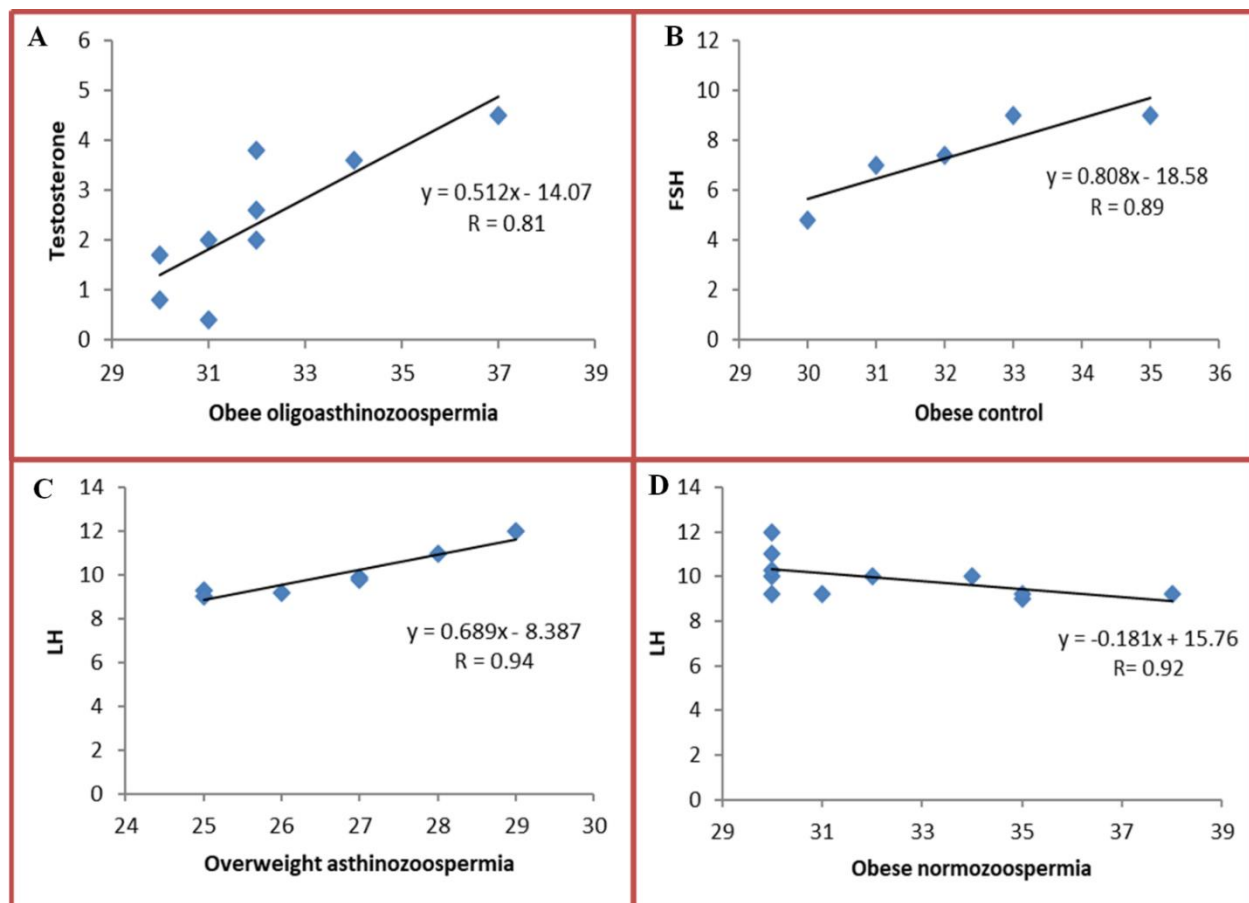 A
6
5
4
3
2
1
0
Testosterone
y = 0.512x - 14.07
R = 0.81
29 31 33 35 37 39
Obee oligoasthinozoospermia
B
12
10
8
6
4
2
0
FSH
y = 0.808x - 18.58
R = 0.89
29 30 31 32 33 34 35 36
Obese control
C
14
12
10
8
6
4
2
0
LH
y = 0.689x - 8.387
R = 0.94
24 25 26 27 28 29 30
Overweight asthinozoospermia
D
14
12
10
8
6
4
2
0
LH
y = -0.181x + 15.76
R= 0.92
29 31 33 35 37 39
Obese normozoospermia